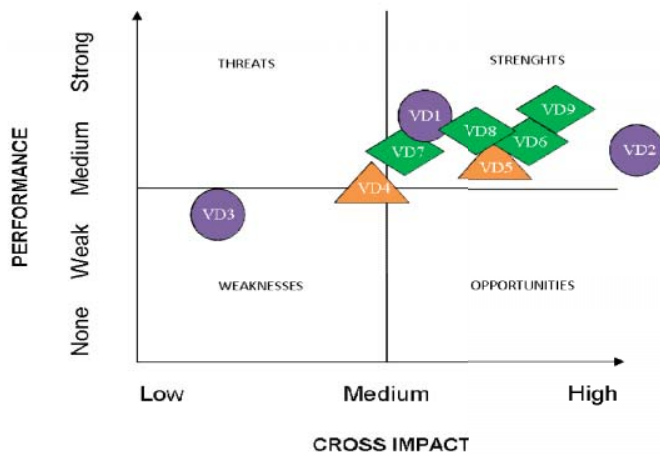 THREATS
STRENGHTS
Strong
Medium
Weak
None
PERFORMANCE
VD1
VD9
VD8
VD6
VD2
VD7
VD5
VD4
VD3
WEAKNESSES
OPPORTUNITIES
Low
Medium
High
CROSS IMPACT